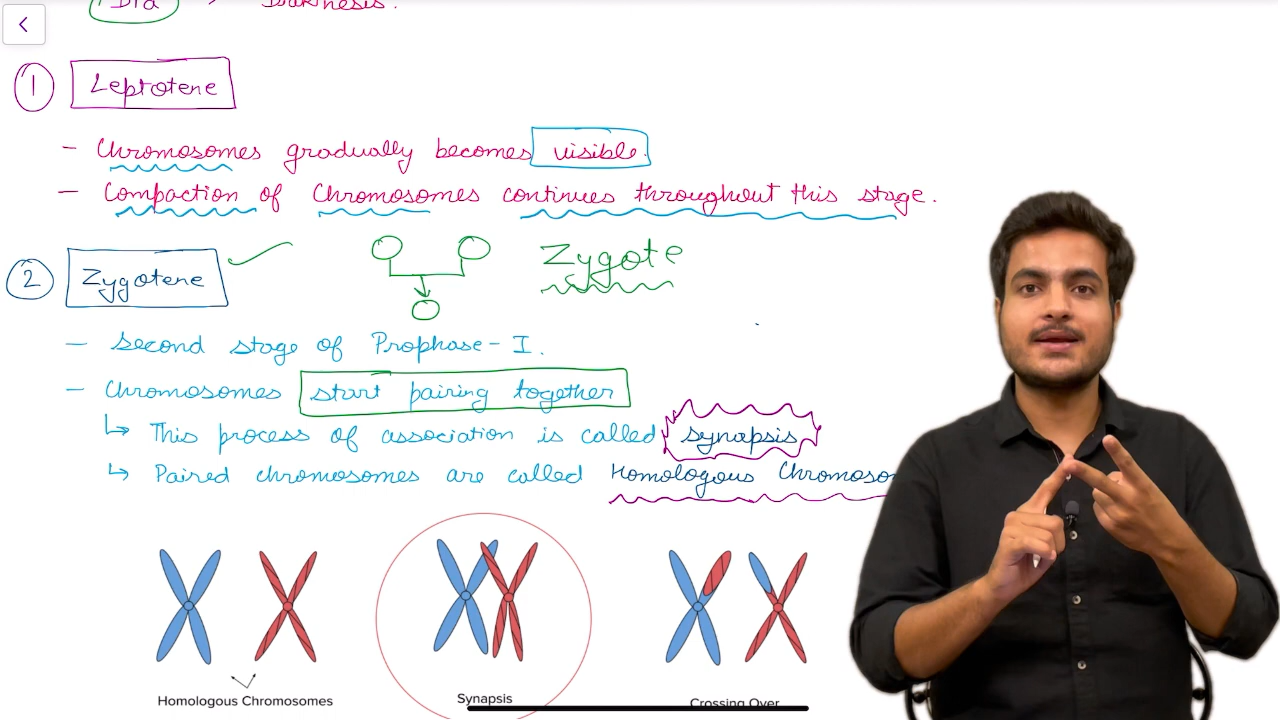 Dia → Diakinesis.
1 Leptotene
- Chromosomes gradually becomes visible.
- Compaction of Chromosomes continues throughout this stage.
2 Zygotene Zygote
- Second stage of Prophase-I.
- Chromosomes start pairing together
↳ This process of association is called synapsis
↳ Paired chromosomes are called Homologous Chromoso
Homologous Chromosomes Synapsis Crossing Over